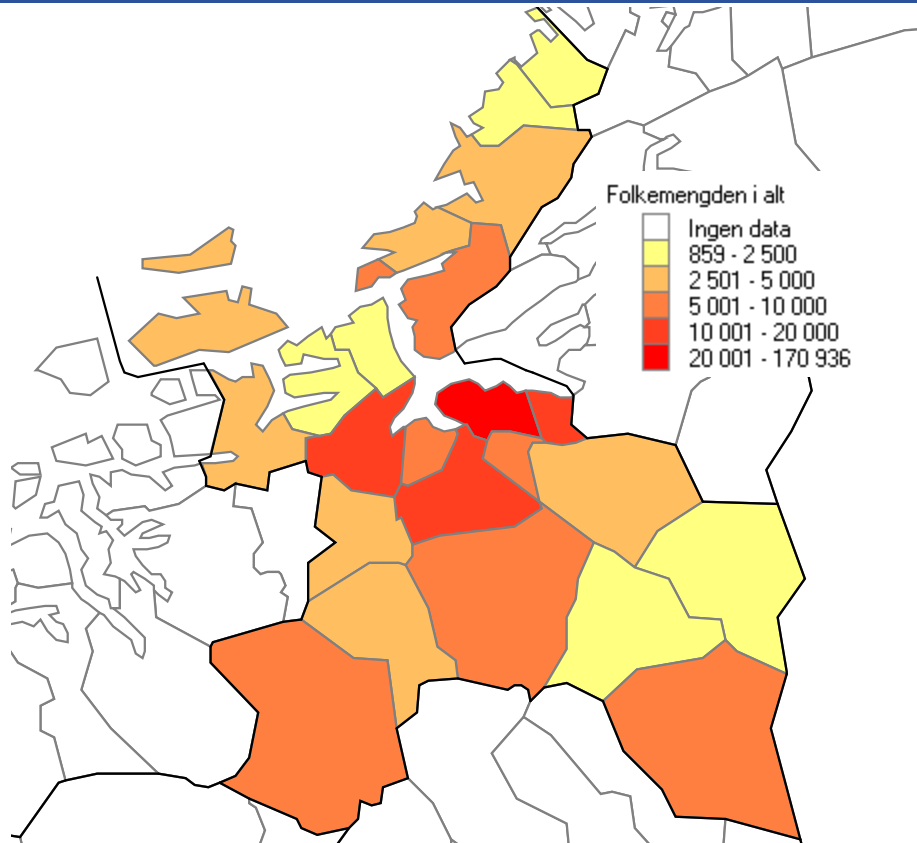 Folkemengden i alt
Ingen data
859 - 2 500
2 501 - 5 000
5 001 - 10 000
10 001 - 20 000
20 001 - 170 936